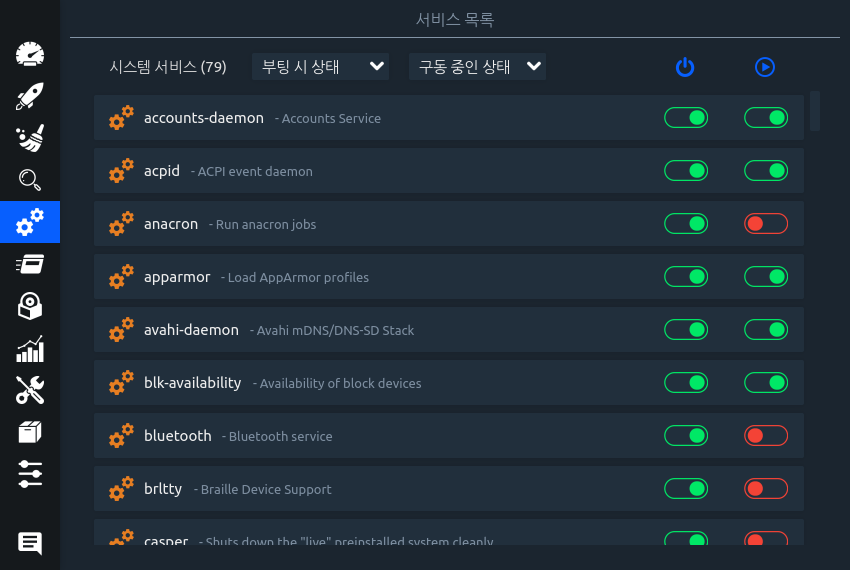 서비스 목록
시스템 서비스 (79) 부팅 시 상태 구동 중인 상태
accounts-daemon - Accounts Service
acpid - ACPI event daemon
anacron - Run anacron jobs
apparmor - Load AppArmor profiles
avahi-daemon - Avahi mDNS/DNS-SD Stack
blk-availability - Availability of block devices
bluetooth - Bluetooth service
brltty - Braille Device Support
casper - Shuts down the "live" preinstalled system cleanly